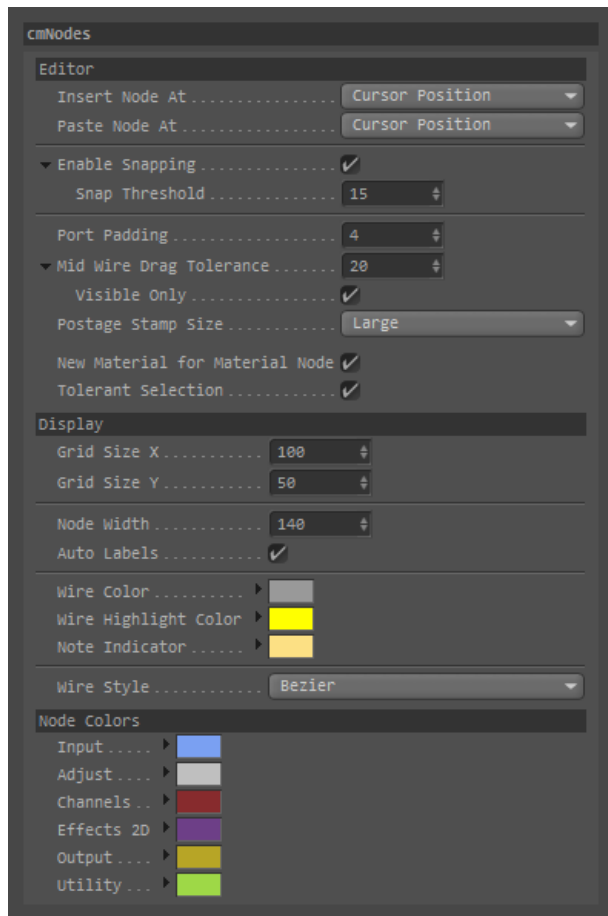 cmNodes
Editor
Insert Node At................ Cursor Position
Paste Node At................. Cursor Position
Enable Snapping...............
Snap Threshold.............. 15
Port Padding.................. 4
Mid Wire Drag Tolerance....... 20
Visible Only................
Postage Stamp Size............ Large
New Material for Material Node
Tolerant Selection............
Display
Grid Size X........... 100
Grid Size Y........... 50
Node Width............ 140
Auto Labels...........
Wire Color..........
Wire Highlight Color
Note Indicator......
Wire Style............ Bezier
Node Colors
Input.....
Adjust....
Channels..
Effects 2D
Output....
Utility...